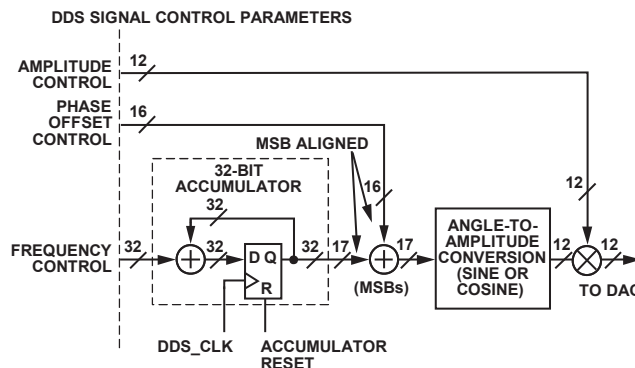 DDS SIGNAL CONTROL PARAMETERS
AMPLITUDE
CONTROL
12
PHASE
OFFSET
CONTROL
16
MSB ALIGNED
32-BIT
ACCUMULATOR
16
12
32
FREQUENCY
CONTROL
32
32
D Q
R
32
17
(MSBs)
17
ANGLE-TO-
AMPLITUDE
CONVERSION
(SINE OR
COSINE)
12
12
TO DAC
DDS_CLK
ACCUMULATOR
RESET